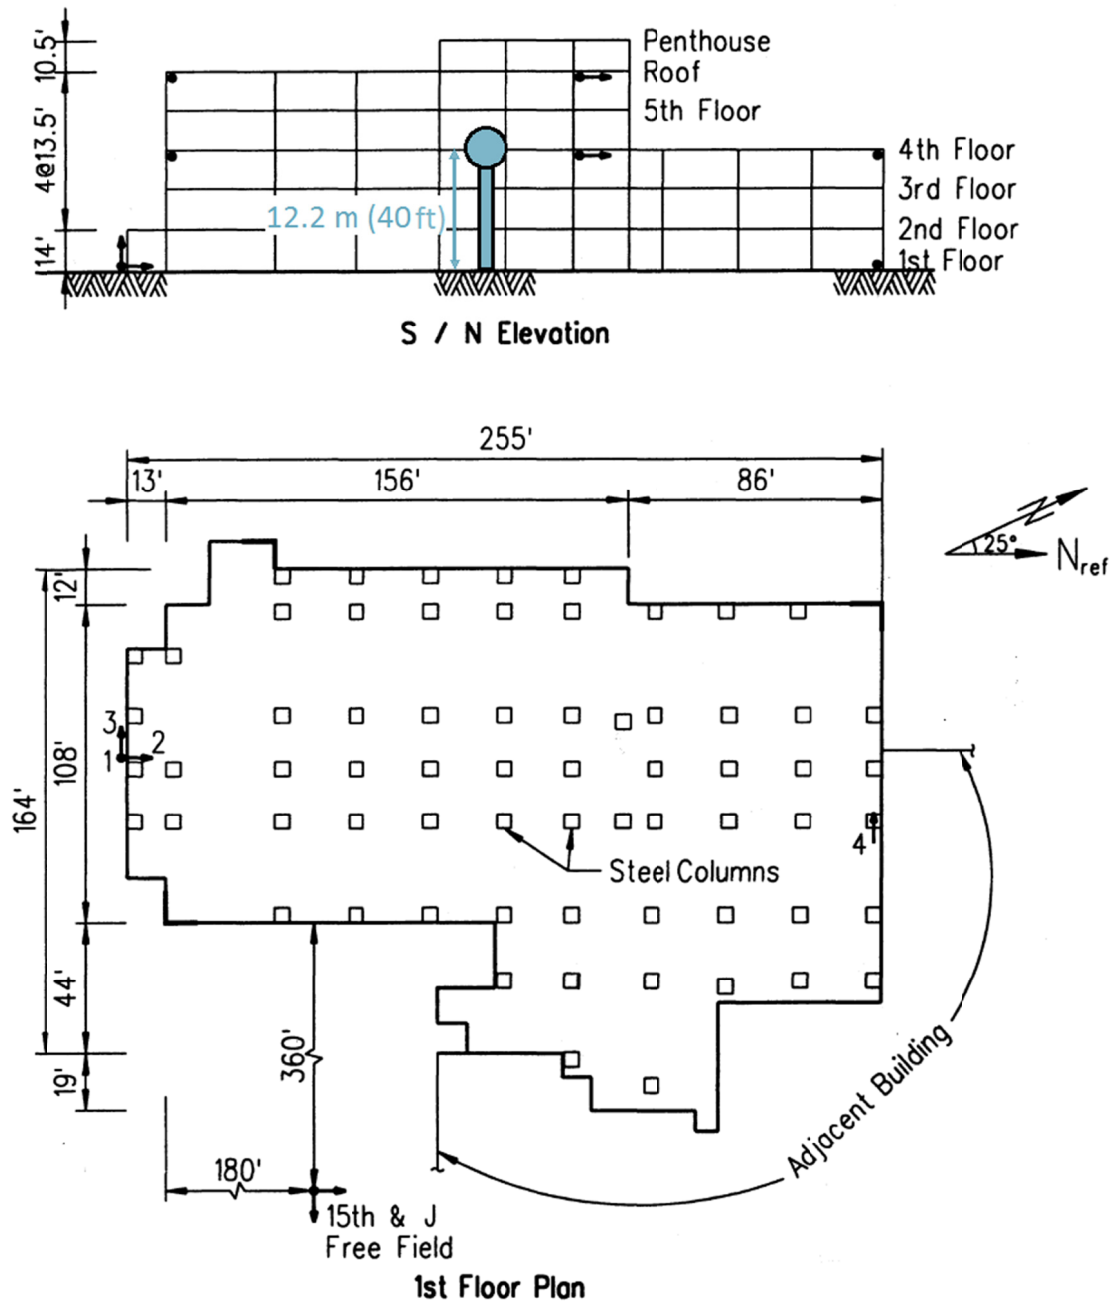 Penthouse
Roof
5th Floor
4th Floor
3rd Floor
2nd Floor
1st Floor
10.5'
4@13.5'
14'
12.2 m (40 ft)
S / N Elevation
255'
13'
156'
86'
25°
N
Nref
12'
108'
164'
44'
19'
3
1
2
4
Steel Columns
360'
180'
15th & J
Free Field
Adjacent Building
1st Floor Plan